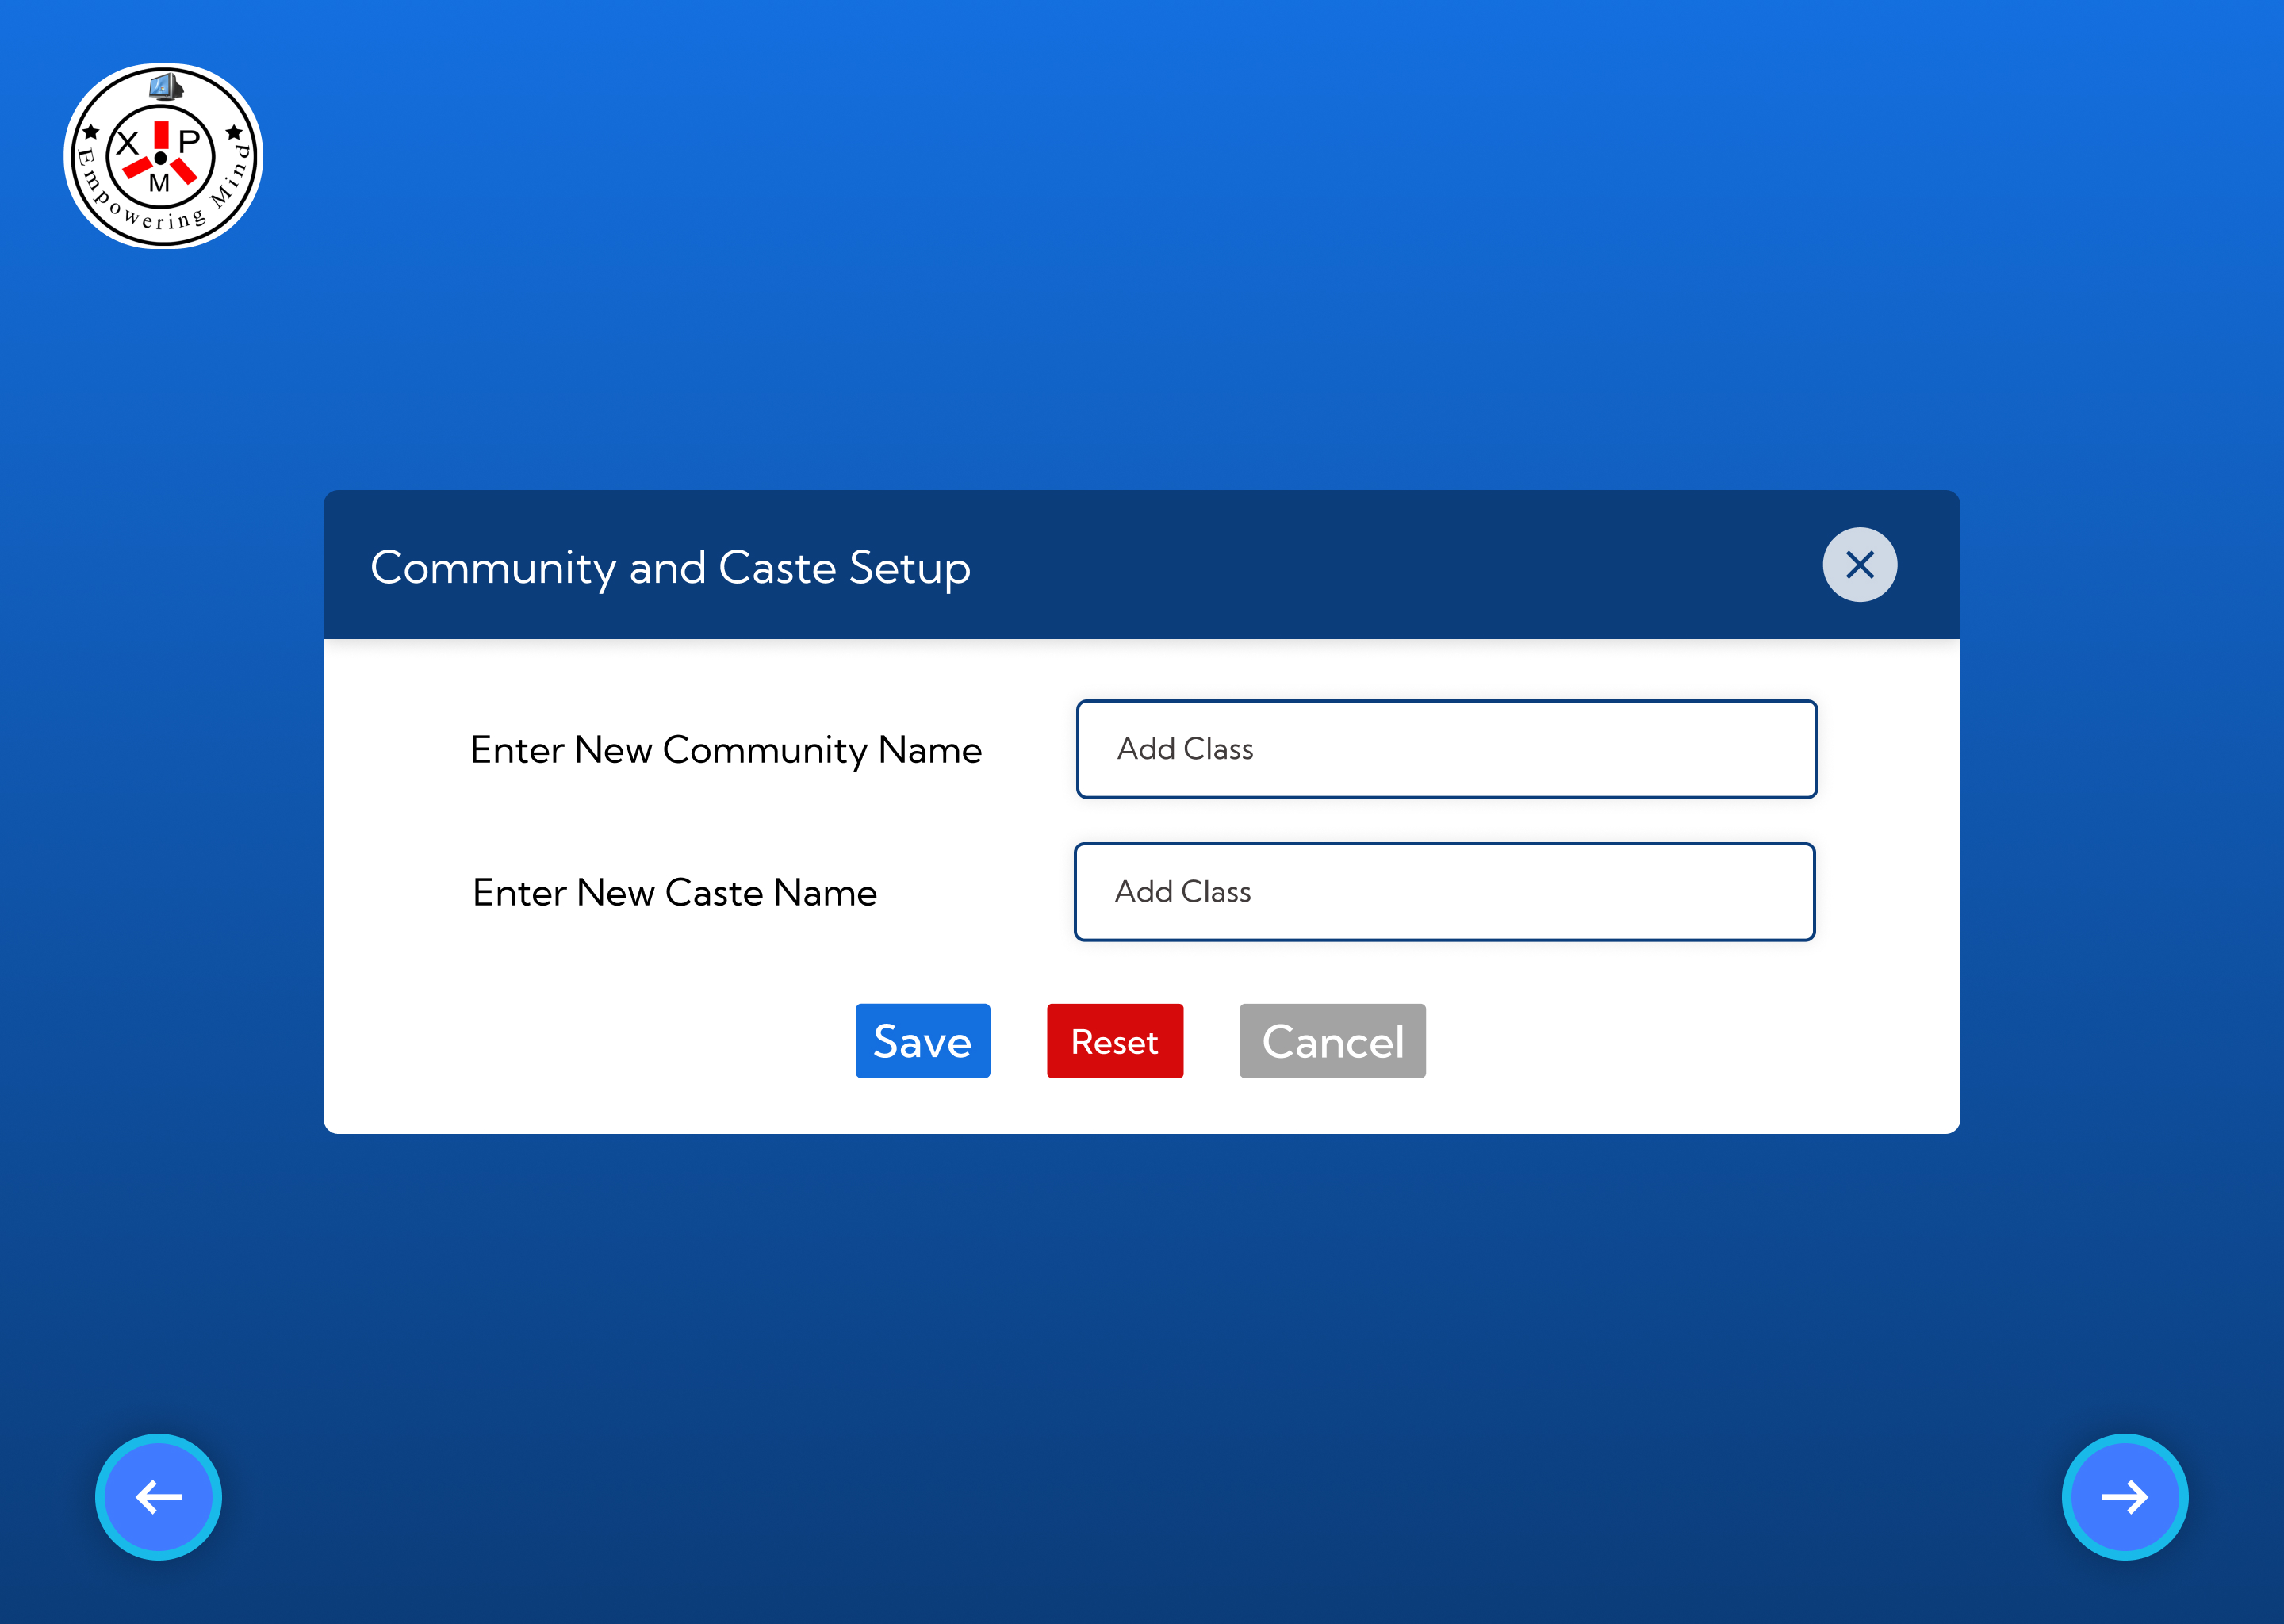 X P
M
Empowering Mind
Community and Caste Setup
Enter New Community Name
Add Class
Enter New Caste Name
Add Class
Save
Reset
Cancel